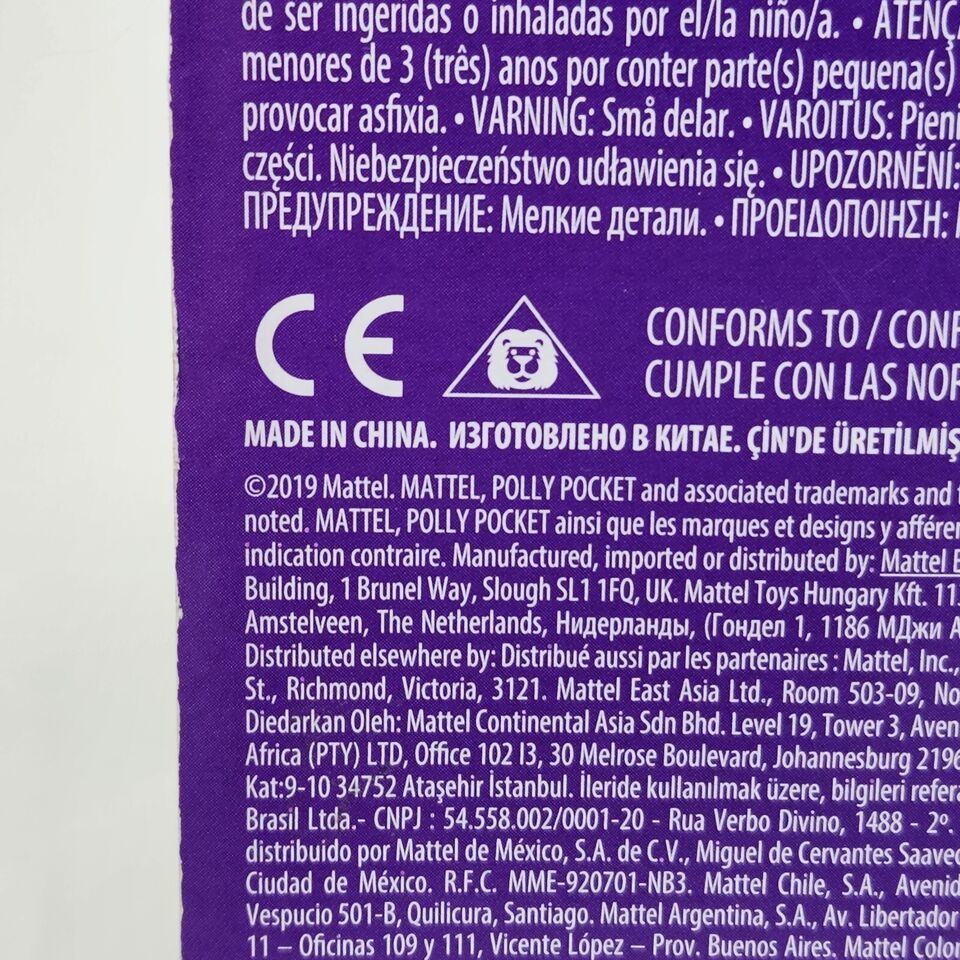 de ser ingeridas o inhaladas por el/la niño/a. • ATENÇ
menores de 3 (três) anos por conter parte(s) pequena(s)
provocar asfixia. • VARNING: Små delar. • VAROITUS: Pieni
części. Niebezpieczeństwo udławienia się. • UPOZORNĚNÍ:
ПРЕДУПРЕЖДЕНИЕ: Мелкие детали. • ΠΡΟΕΙΔΟΠΟΙΗΣΗ:
CE
CONFORMS TO / CONF
CUMPLE CON LAS NOR
MADE IN CHINA. ИЗГОТОВЛЕНО В КИТАЕ. ÇİN'DE ÜRETİLMİŞ
©2019 Mattel. MATTEL, POLLY POCKET and associated trademarks and
noted. MATTEL, POLLY POCKET ainsi que les marques et designs y affére
indication contraire. Manufactured, imported or distributed by: Mattel E
Building, 1 Brunel Way, Slough SL1 1FQ, UK. Mattel Toys Hungary Kft. 11
Amstelveen, The Netherlands, Нидерланды, (Гондел 1, 1186 МДжи А
Distributed elsewhere by: Distribué aussi par les partenaires : Mattel, Inc.,
St., Richmond, Victoria, 3121. Mattel East Asia Ltd., Room 503-09, No
Diedarkan Oleh: Mattel Continental Asia Sdn Bhd. Level 19, Tower 3, Aven
Africa (PTY) LTD, Office 102 I3, 30 Melrose Boulevard, Johannesburg 2196
Kat:9-10 34752 Ataşehir İstanbul. İleride kullanılmak üzere, bilgileri refera
Brasil Ltda.- CNPJ : 54.558.002/0001-20 - Rua Verbo Divino, 1488 - 2º.
distribuido por Mattel de México, S.A. de C.V., Miguel de Cervantes Saaved
Ciudad de México. R.F.C. MME-920701-NB3. Mattel Chile, S.A., Avenid
Vespucio 501-B, Quilicura, Santiago. Mattel Argentina, S.A., Av. Libertador
11 – Oficinas 109 y 111, Vicente López – Prov. Buenos Aires. Mattel Colom